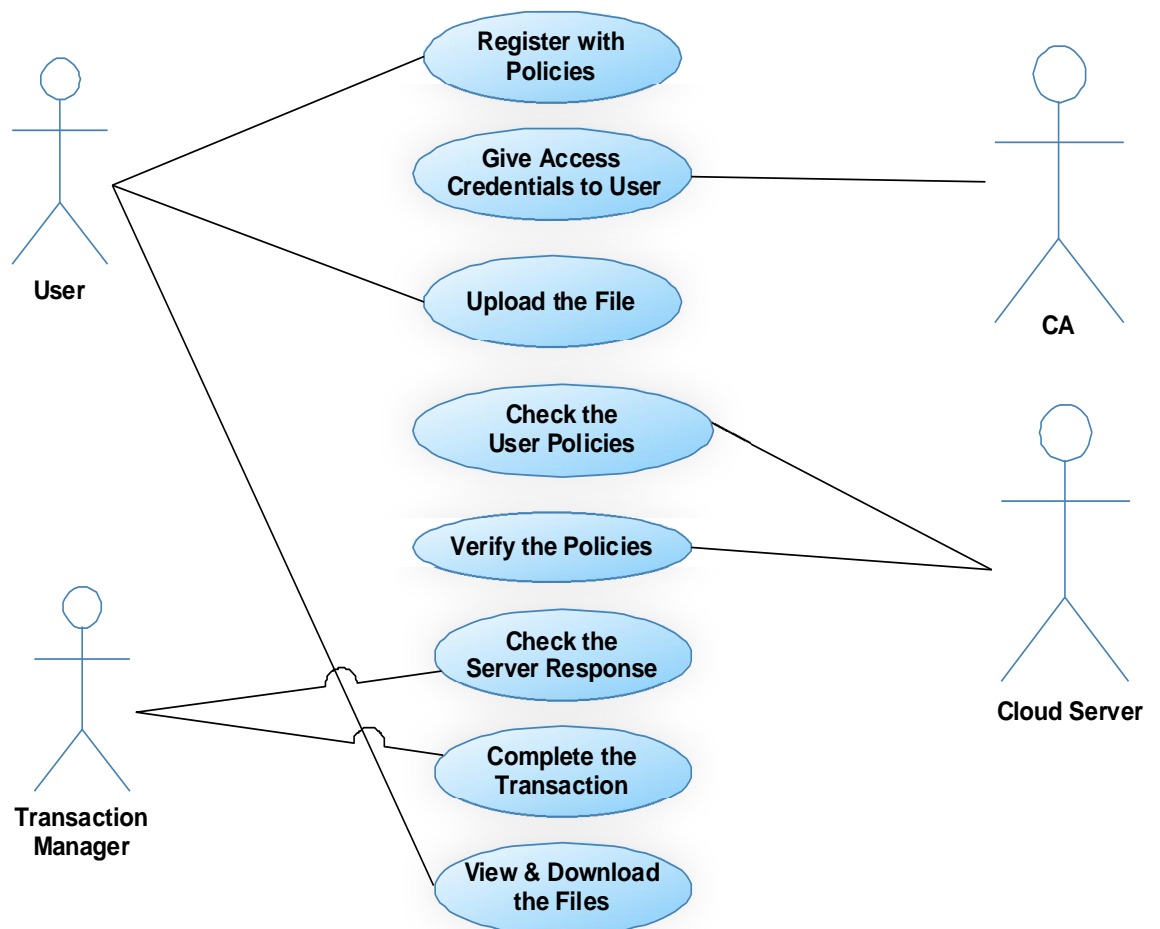 Register with
Policies
Give Access
Credentials to User
User
Upload the File
CA
Check the
User Policies
Verify the Policies
Check the
Server Response
Cloud Server
Complete the
Transaction
Transaction
Manager
View & Download
the Files